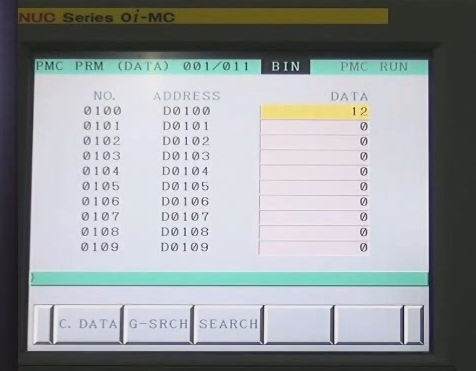 NUC Series 0i-MC
PMC PRM (DATA) 001/011 BIN PMC RUN
NO. ADDRESS DATA
0100 D0100 12
0101 D0101 0
0102 D0102 0
0103 D0103 0
0104 D0104 0
0105 D0105 0
0106 D0106 0
0107 D0107 0
0108 D0108 0
0109 D0109 0
)
C. DATA G-SRCH SEARCH